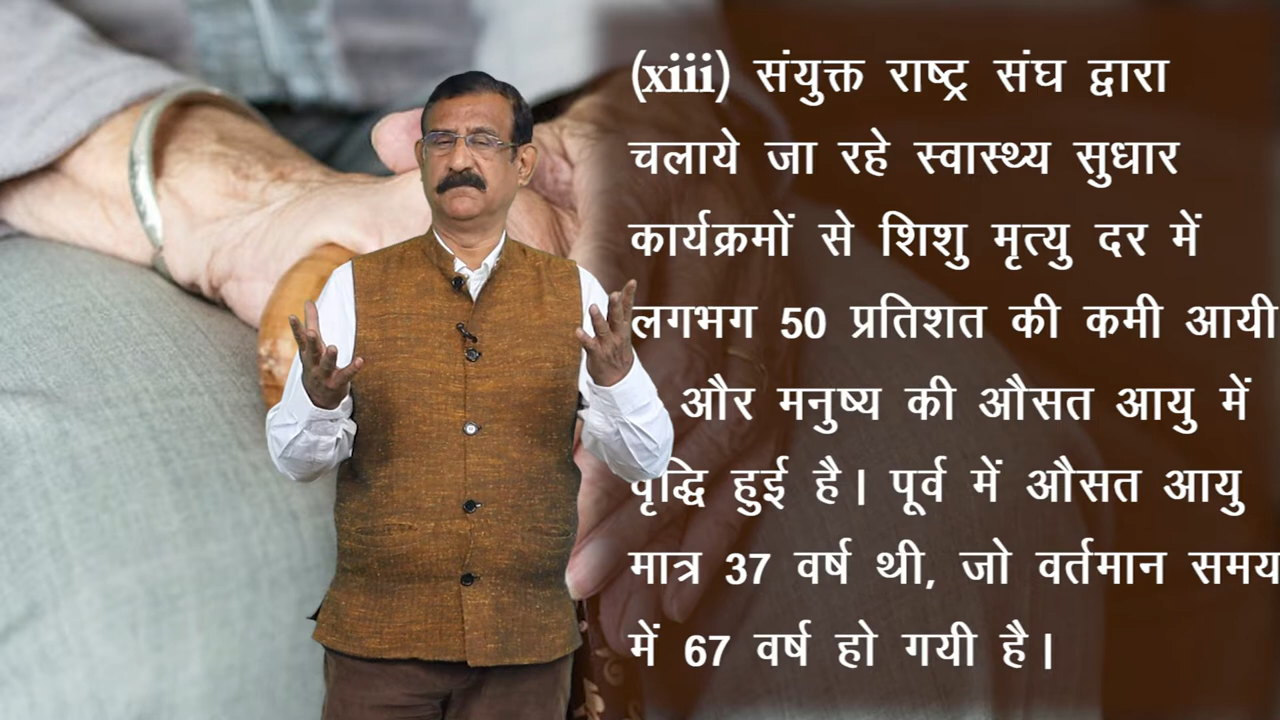 (xiii) संयुक्त राष्ट्र संघ द्वारा
चलाये जा रहे स्वास्थ्य सुधार
कार्यक्रमों से शिशु मृत्यु दर में
लगभग 50 प्रतिशत की कमी आयी
और मनुष्य की औसत आयु में
वृद्धि हुई है। पूर्व में औसत आयु
मात्र 37 वर्ष थी, जो वर्तमान समय
में 67 वर्ष हो गयी है।